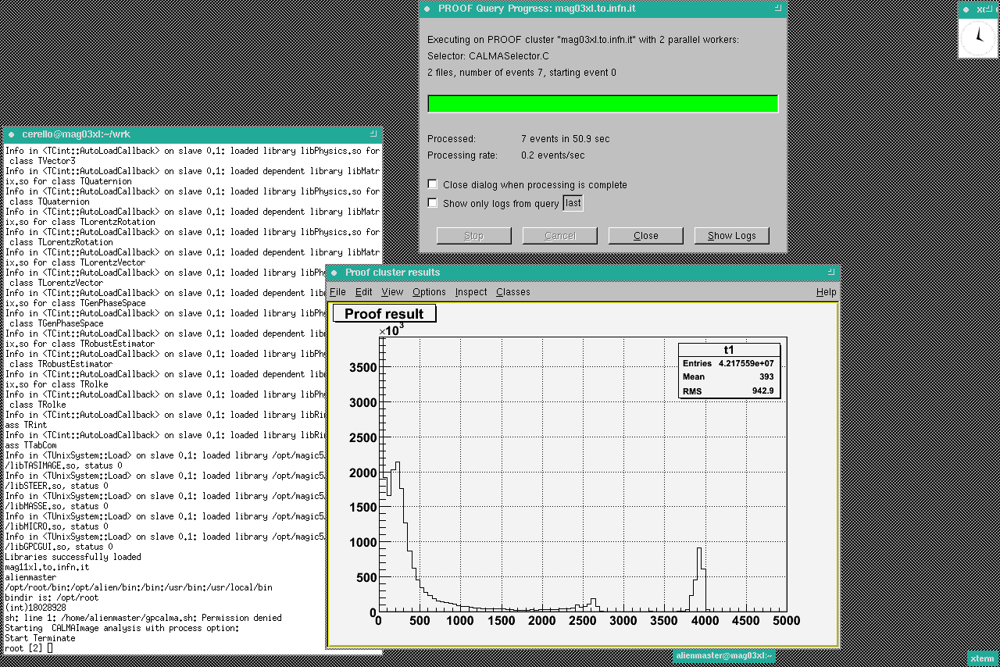 PROOF Query Progress: mag03xl.to.infn.it
Executing on PROOF cluster "mag03xl.to.infn.it" with 2 parallel workers:
Selector: CALMASelector.C
2 files, number of events 7, starting event 0
Processed: 7 events in 50.9 sec
Processing rate: 0.2 events/sec
Close dialog when processing is complete
Show only logs from query last
Stop Cancel Close Show Logs
xt
cerello@mag03xl:~/wrk
Info in <TCint::AutoLoadCallback> on slave 0.1: loaded library libPhysics.so for
class TVector3
Info in <TCint::AutoLoadCallback> on slave 0.1: loaded dependent library libMatr
ix.so for class TQuaternion
Info in <TCint::AutoLoadCallback> on slave 0.1: loaded library libPhysics.so for
class TQuaternion
Info in <TCint::AutoLoadCallback> on slave 0.1: loaded dependent library libMatr
ix.so for class TLorentzRotation
Info in <TCint::AutoLoadCallback> on slave 0.1: loaded library libPhysics.so for
class TLorentzRotation
Info in <TCint::AutoLoadCallback> on slave 0.1: loaded dependent library libMatr
ix.so for class TLorentzVector
Info in <TCint::AutoLoadCallback> on slave 0.1: loaded library libPh
class TLorentzVector
Info in <TCint::AutoLoadCallback> on slave 0.1: loaded dependent lib
ix.so for class TGenPhaseSpace
Info in <TCint::AutoLoadCallback> on slave 0.1: loaded library libPh
class TGenPhaseSpace
Info in <TCint::AutoLoadCallback> on slave 0.1: loaded dependent lib
ix.so for class TRobustEstimator
Info in <TCint::AutoLoadCallback> on slave 0.1: loaded library libPh
class TRobustEstimator
Info in <TCint::AutoLoadCallback> on slave 0.1: loaded dependent lib
ix.so for class TRolke
Info in <TCint::AutoLoadCallback> on slave 0.1: loaded library libPh
class TRolke
Info in <TCint::AutoLoadCallback> on slave 0.1: loaded library libRi
ass TRint
Info in <TCint::AutoLoadCallback> on slave 0.1: loaded library libRi
ass TTabCom
Info in <TUnixSystem::Load> on slave 0.1: loaded library /opt/magic5
/libTASIMAGE.so, status 0
Info in <TUnixSystem::Load> on slave 0.1: loaded library /opt/magic5
/libSTEER.so, status 0
Info in <TUnixSystem::Load> on slave 0.1: loaded library /opt/magic5
/libMASSE.so, status 0
Info in <TUnixSystem::Load> on slave 0.1: loaded library /opt/magic5
/libMICRO.so, status 0
Info in <TUnixSystem::Load> on slave 0.1: loaded library /opt/magic5
/libGPCGUI.so, status 0
Libraries successfully loaded
mag11xl.to.infn.it
alienmaster
/opt/root/bin:/opt/alien/bin:/bin:/usr/bin:/usr/local/bin
bindir is: /opt/root
(int)18028928
sh: line 1: /home/alienmaster/gpcalma.sh: Permission denied
Starting  CALMAImage analysis with process option:
Start Terminate
root [2]
Proof cluster results
File Edit View Options Inspect Classes Help
Proof result
×10³
t1
Entries 4.217559e+07
Mean 393
RMS 942.9
3500
3000
2500
2000
1500
1000
500
0
0 500 1000 1500 2000 2500 3000 3500 4000 4500 5000
alienmaster@mag03xl:~
xterm